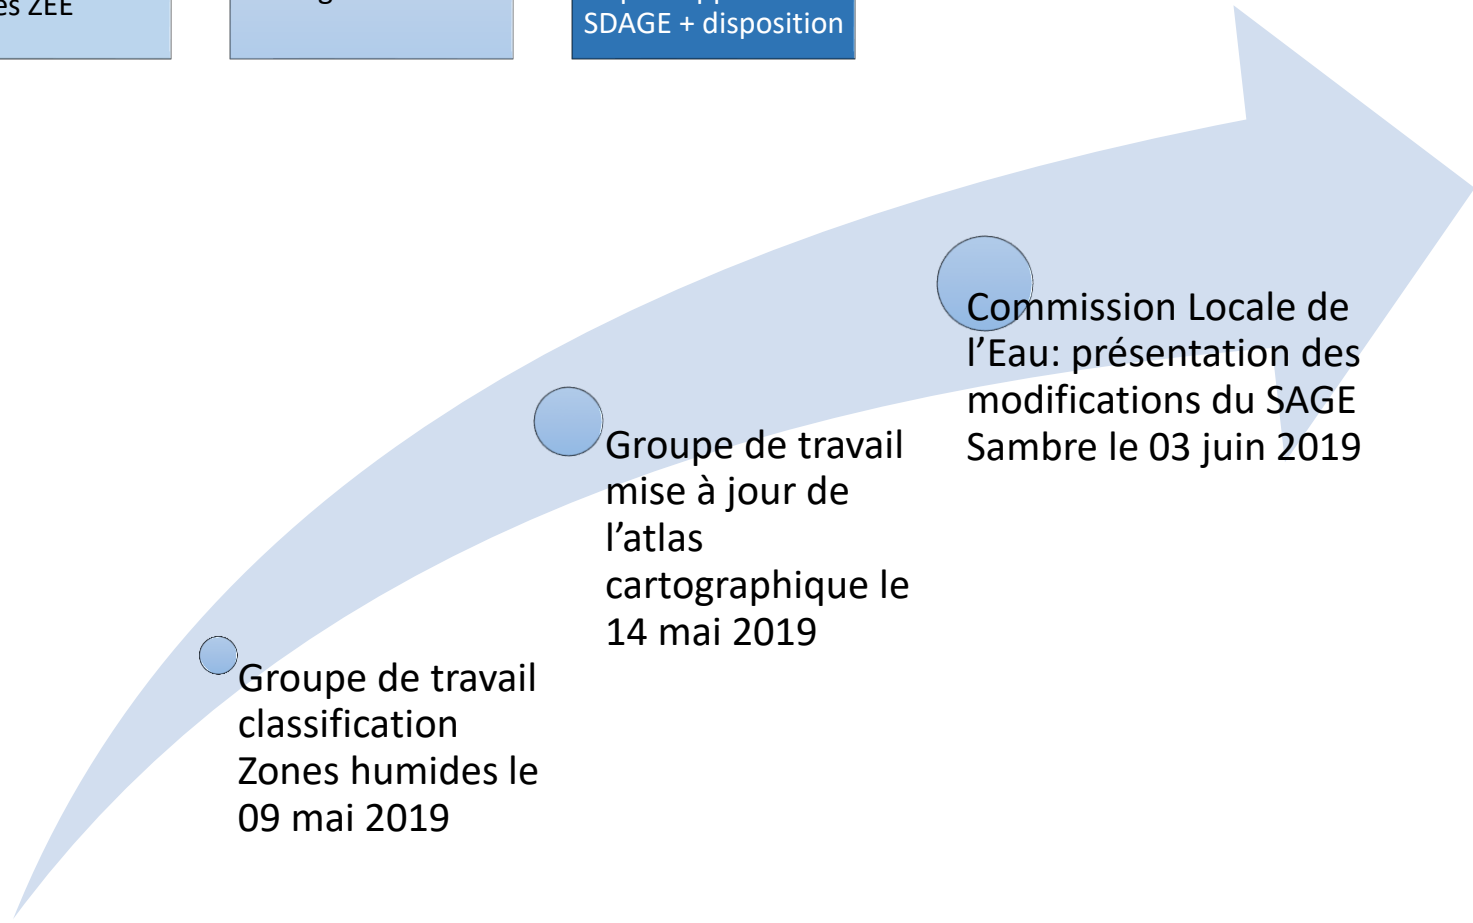 es ZEE
SDAGE + disposition
Commission Locale de
l’Eau: présentation des
modifications du SAGE
Sambre le 03 juin 2019
Groupe de travail
mise à jour de
l’atlas
cartographique le
14 mai 2019
Groupe de travail
classification
Zones humides le
09 mai 2019